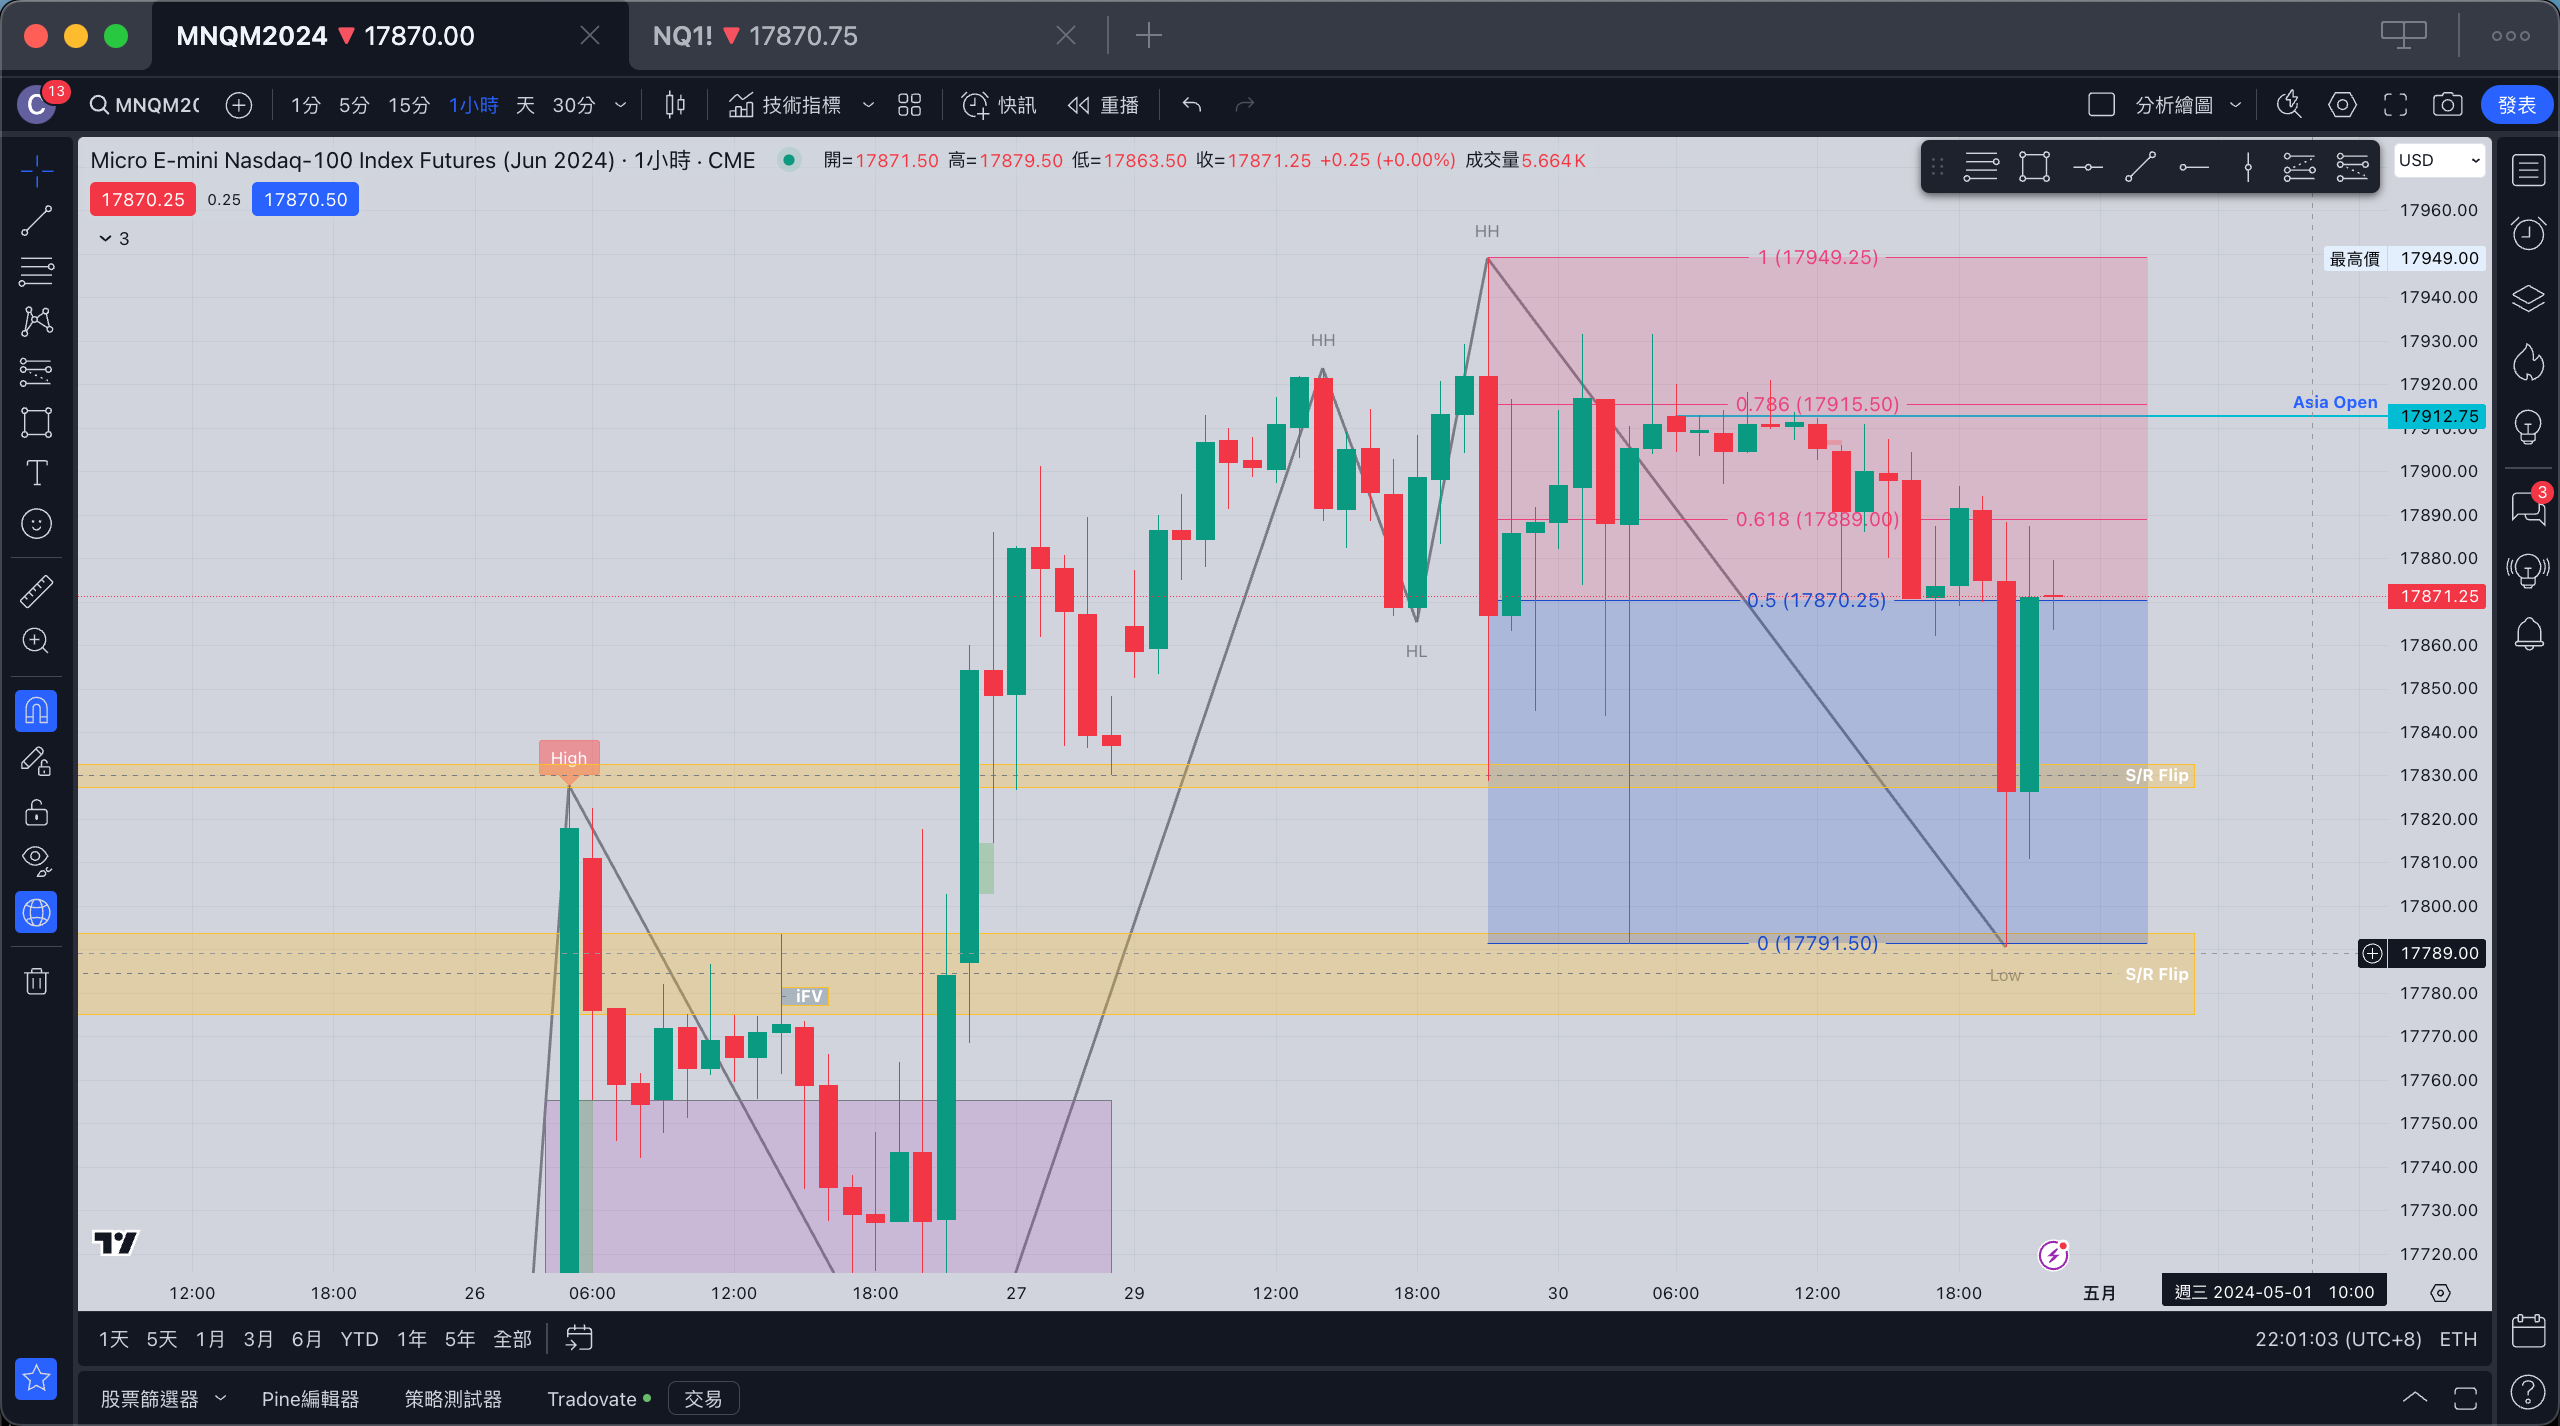 MNQM2024 ▼ 17870.00
NQ1! ▼ 17870.75
C 13
MNQM20
1分 5分 15分 1小時 天 30分
技術指標
快訊
重播
分析繪圖
發表
Micro E-mini Nasdaq-100 Index Futures (Jun 2024) · 1小時 · CME
開=17871.50 高=17879.50 低=17863.50 收=17871.25 +0.25 (+0.00%) 成交量5.664K
USD
17870.25 0.25 17870.50
3
17960.00
HH
1 (17949.25)
最高價 17949.00
17940.00
HH
17930.00
17920.00
0.786 (17915.50)
Asia Open
17912.75
17910.00
17900.00
3
0.618 (17889.00)
17890.00
17880.00
0.5 (17870.25)
17871.25
HL
17860.00
17850.00
17840.00
High
S/R Flip
17830.00
17820.00
17810.00
17800.00
0 (17791.50)
17789.00
Low
S/R Flip
iFV
17780.00
17770.00
17760.00
17750.00
17740.00
17730.00
17720.00
12:00 18:00 26 06:00 12:00 18:00 27 29 12:00 18:00 30 06:00 12:00 18:00 五月 週三 2024-05-01 10:00
1天 5天 1月 3月 6月 YTD 1年 5年 全部
22:01:03 (UTC+8) ETH
股票篩選器 Pine編輯器 策略測試器 Tradovate 交易